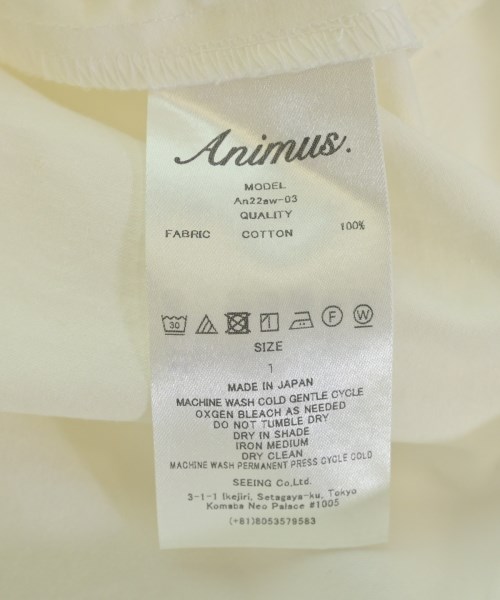 Animus.
MODEL
An22aw-03
QUALITY
FABRIC COTTON 100%
30 F W
SIZE
1
MADE IN JAPAN
MACHINE WASH COLD GENTLE CYCLE
OXGEN BLEACH AS NEEDED
DO NOT TUMBLE DRY
DRY IN SHADE
IRON MEDIUM
DRY CLEAN
MACHINE WASH PERMANENT PRESS CYCLE COLD
SEEING Co,Ltd.
3-1-1 Ikejiri, Setagaya-ku, Tokyo
Komaba Neo Palace #1005
(+81)8053579583